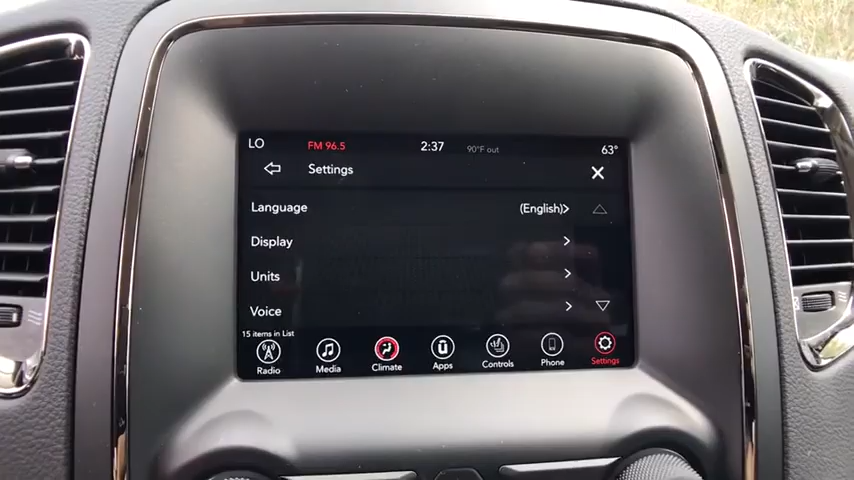 LO FM 96.5 2:37 90°F out 63°
Settings
Language (English)
Display
Units
Voice
15 items in List
Radio Media Climate Apps Controls Phone Settings